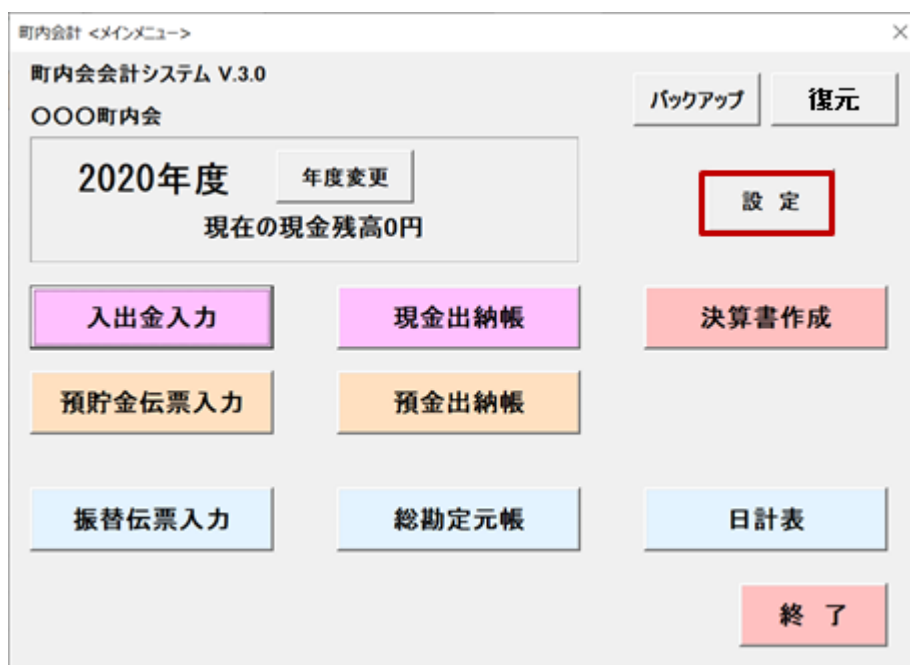 町内会計 <メインメニュー>
町内会会計システム V.3.0
〇〇〇町内会
バックアップ
復元
2020年度
年度変更
現在の現金残高0円
設 定
入出金入力
現金出納帳
決算書作成
預貯金伝票入力
預金出納帳
振替伝票入力
総勘定元帳
日計表
終 了